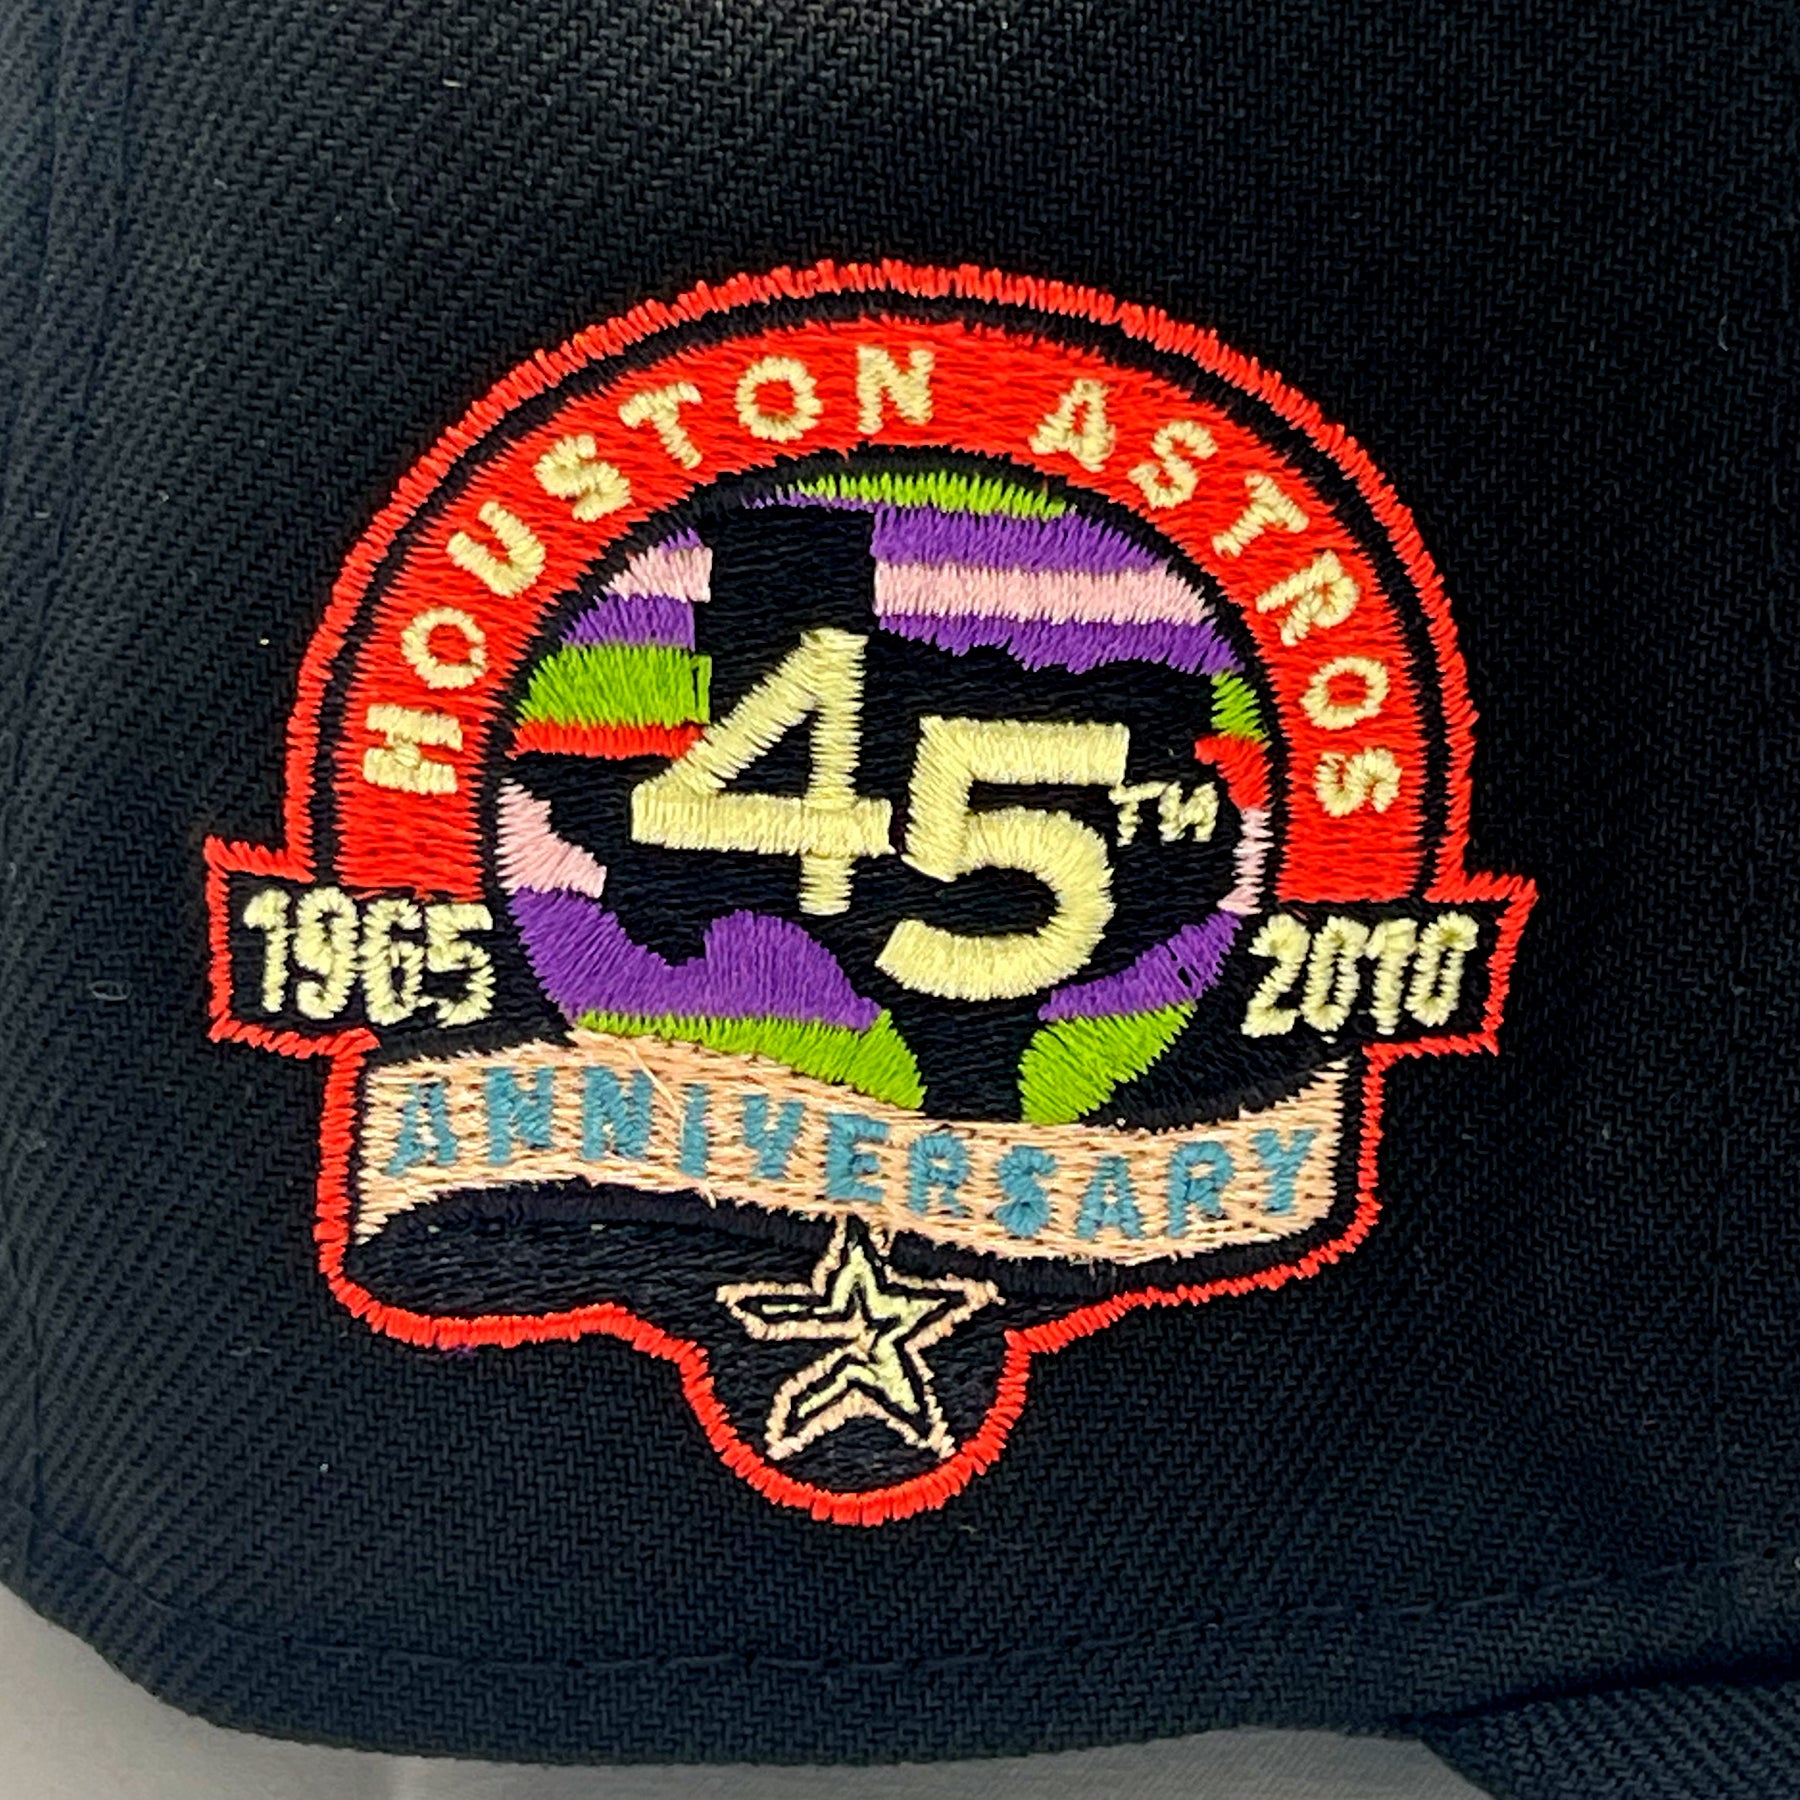 HOUSTON ASTROS
45TH
1965 2010
ANNIVERSARY